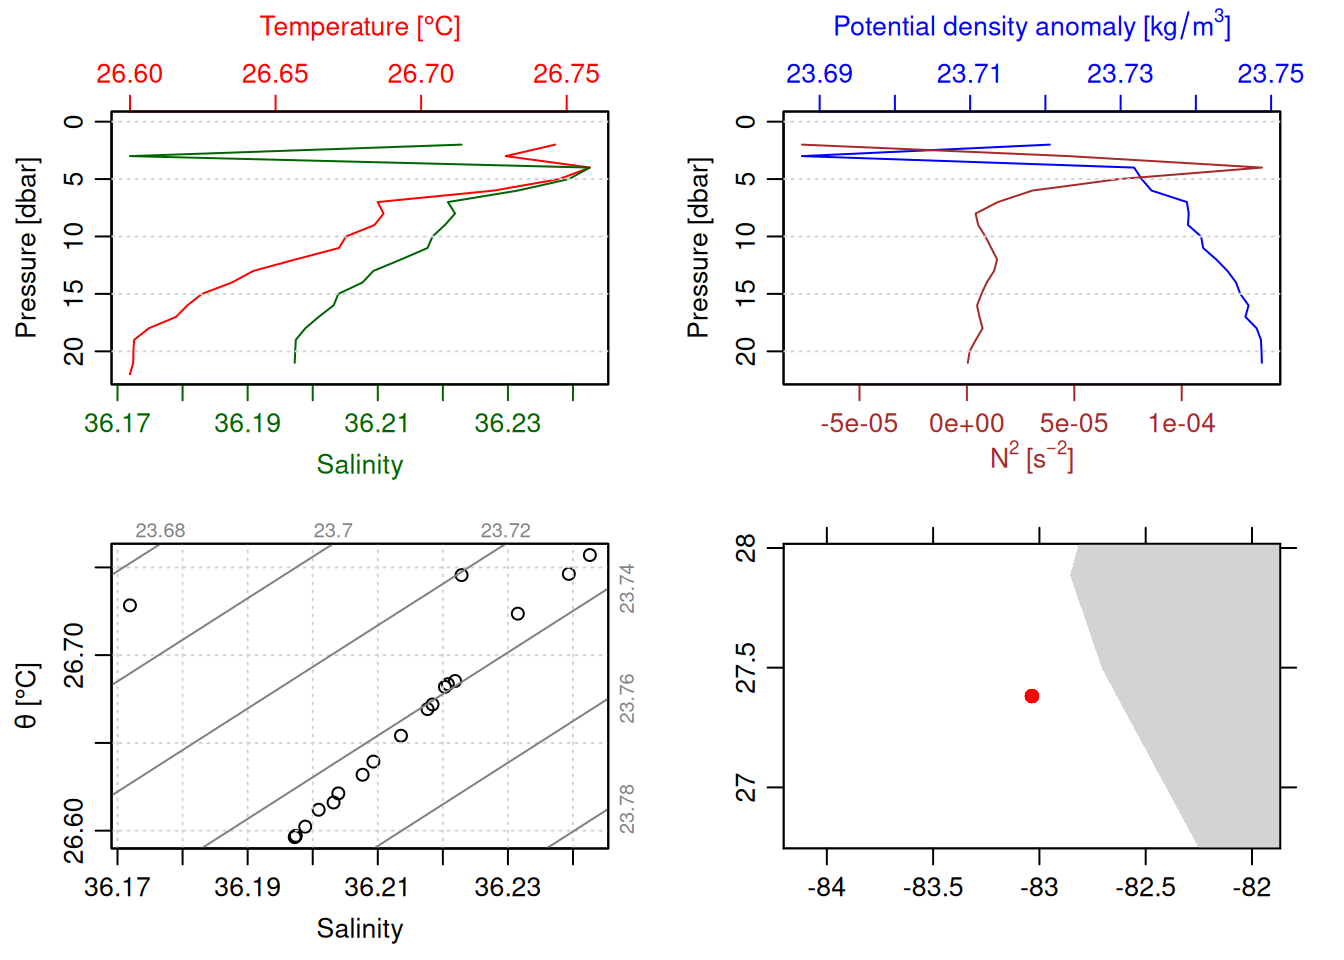 Temperature [°C]
26.60 26.65 26.70 26.75
Pressure [dbar]
0
5
10
15
20
36.17 36.19 36.21 36.23
Salinity
Potential density anomaly [kg/m³]
23.69 23.71 23.73 23.75
Pressure [dbar]
0
5
10
15
20
-5e-05 0e+00 5e-05 1e-04
N² [s⁻²]
23.68 23.7 23.72
23.74
23.76
23.78
θ [°C]
26.70
26.60
36.17 36.19 36.21 36.23
Salinity
28
27.5
27
-84 -83.5 -83 -82.5 -82